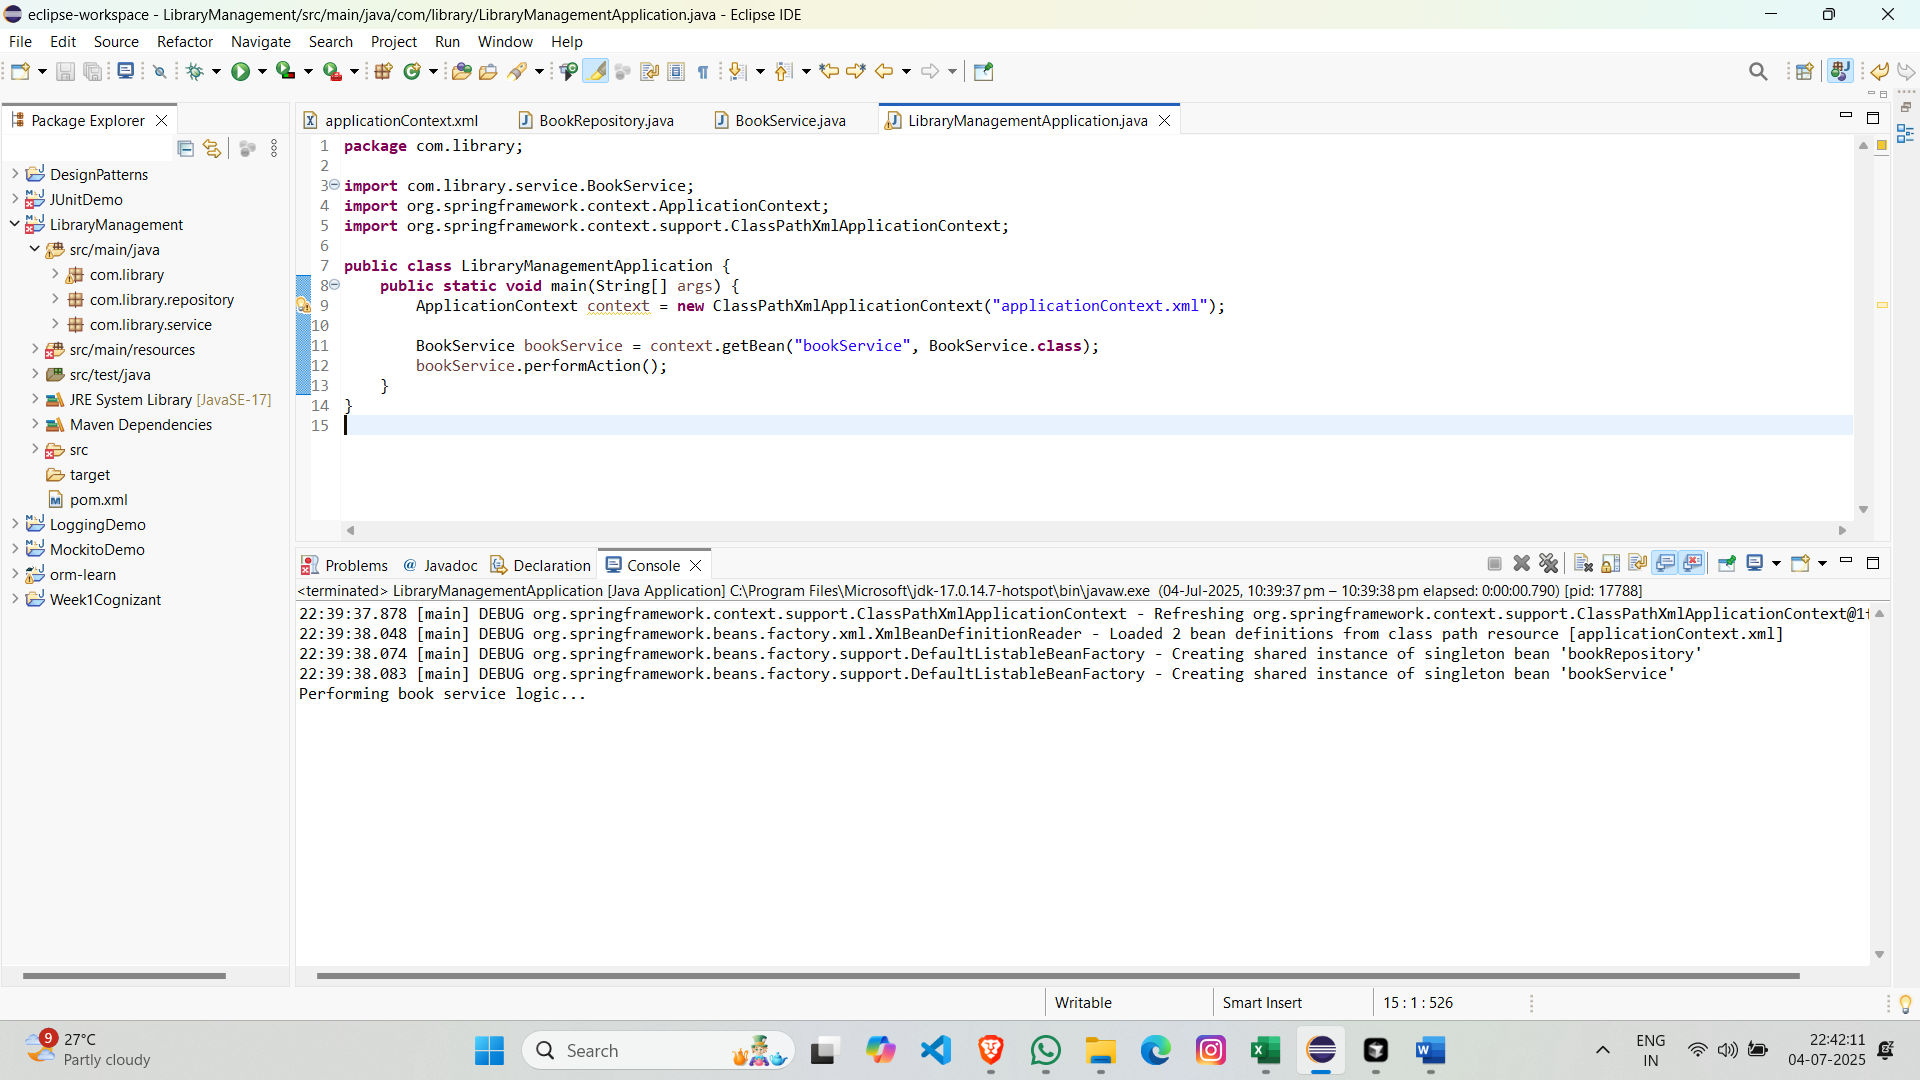 eclipse-workspace - LibraryManagement/src/main/java/com/library/LibraryManagementApplication.java - Eclipse IDE
File Edit Source Refactor Navigate Search Project Run Window Help
Package Explorer
DesignPatterns
JUnitDemo
LibraryManagement
src/main/java
com.library
com.library.repository
com.library.service
src/main/resources
src/test/java
JRE System Library [JavaSE-17]
Maven Dependencies
src
target
pom.xml
LoggingDemo
MockitoDemo
orm-learn
Week1Cognizant
applicationContext.xml BookRepository.java BookService.java LibraryManagementApplication.java
1 package com.library;
2
3 import com.library.service.BookService;
4 import org.springframework.context.ApplicationContext;
5 import org.springframework.context.support.ClassPathXmlApplicationContext;
6
7 public class LibraryManagementApplication {
8 public static void main(String[] args) {
9 ApplicationContext context = new ClassPathXmlApplicationContext("applicationContext.xml");
10
11 BookService bookService = context.getBean("bookService", BookService.class);
12 bookService.performAction();
13 }
14 }
15
Problems @ Javadoc Declaration Console
<terminated> LibraryManagementApplication [Java Application] C:\Program Files\Microsoft\jdk-17.0.14.7-hotspot\bin\javaw.exe (04-Jul-2025, 10:39:37 pm – 10:39:38 pm elapsed: 0:00:00.790) [pid: 17788]
22:39:37.878 [main] DEBUG org.springframework.context.support.ClassPathXmlApplicationContext - Refreshing org.springframework.context.support.ClassPathXmlApplicationContext@1f
22:39:38.048 [main] DEBUG org.springframework.beans.factory.xml.XmlBeanDefinitionReader - Loaded 2 bean definitions from class path resource [applicationContext.xml]
22:39:38.074 [main] DEBUG org.springframework.beans.factory.support.DefaultListableBeanFactory - Creating shared instance of singleton bean 'bookRepository'
22:39:38.083 [main] DEBUG org.springframework.beans.factory.support.DefaultListableBeanFactory - Creating shared instance of singleton bean 'bookService'
Performing book service logic...
Writable Smart Insert 15 : 1 : 526
9
27°C
Partly cloudy
Search
ENG
IN
22:42:11
04-07-2025